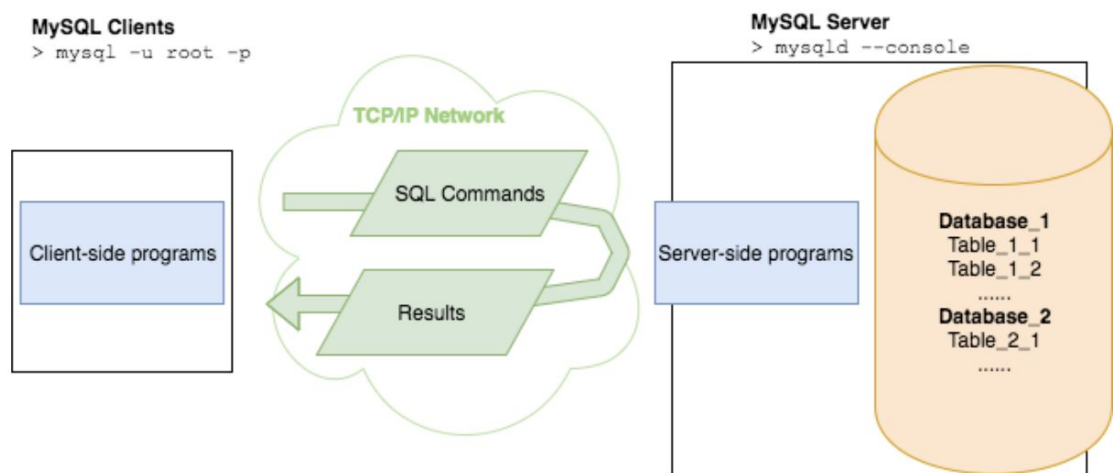 MySQL Clients
> mysql -u root -p
MySQL Server
> mysqld --console
TCP/IP Network
SQL Commands
Client-side programs
Server-side programs
Results
Database_1
Table_1_1
Table_1_2
......
Database_2
Table_2_1
......